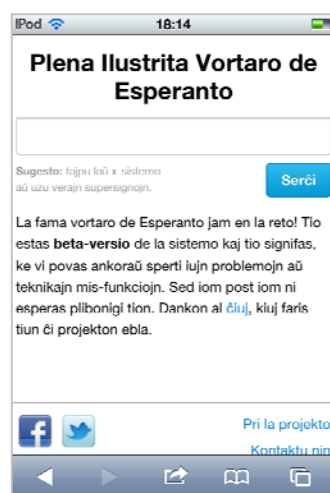 iPod 18:14
Plena Ilustrita Vortaro de
Esperanto
Sugesto: tajpu laŭ x-sistemo
aŭ uzu verajn supersignojn.
Serĉi
La fama vortaro de Esperanto jam en la reto! Tio
estas beta-versio de la sistemo kaj tio signifas,
ke vi povas ankoraŭ sperti iujn problemojn aŭ
teknikajn mis-funkciojn. Sed iom post iom ni
esperas plibonigi tion. Dankon al ĉiuj, kiuj faris
tiun ĉi projekton ebla.
Pri la projekto
Kontaktu nin